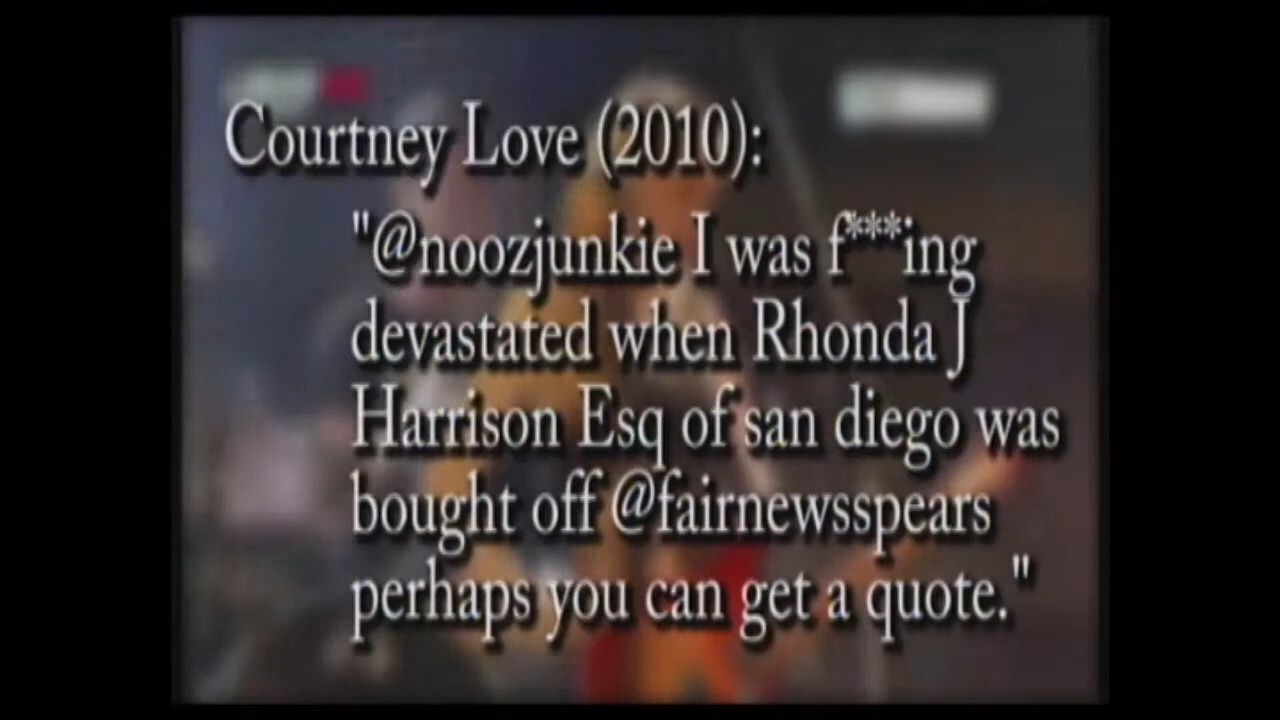 Courtney Love (2010):
"@noozjunkie I was f***ing
devastated when Rhonda J
Harrison Esq of san diego was
bought off @fairnewsspears
perhaps you can get a quote."